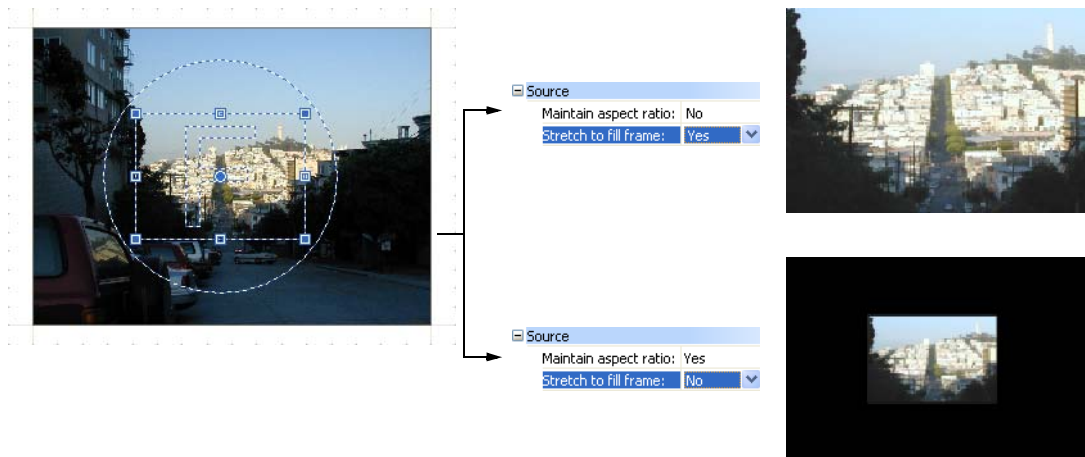 Source
Maintain aspect ratio: No
Stretch to fill frame: Yes
Source
Maintain aspect ratio: Yes
Stretch to fill frame: No